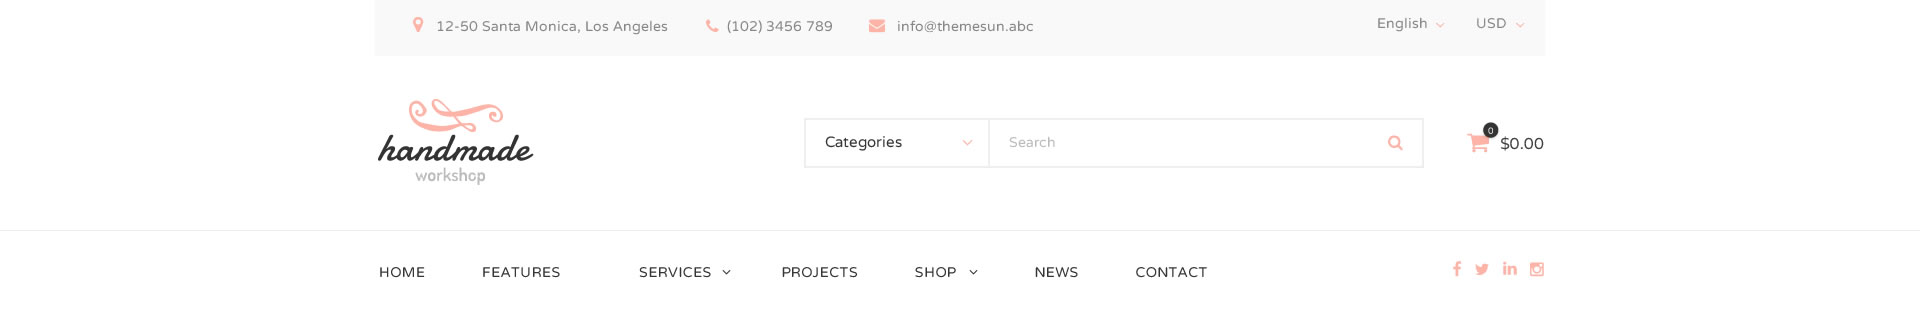 12-50 Santa Monica, Los Angeles (102) 3456 789 info@themesun.abc English USD
handmade
workshop
Categories Search 0 $0.00
HOME FEATURES SERVICES PROJECTS SHOP NEWS CONTACT